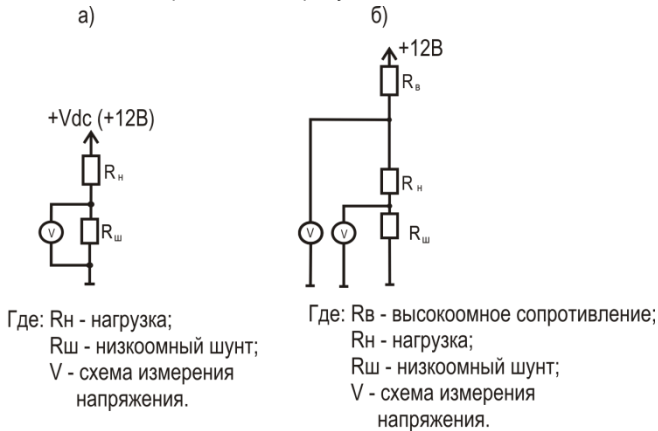 а)
+Vdc (+12В)
Rн
V
Rш
Где: Rн - нагрузка;
Rш - низкоомный шунт;
V - схема измерения
напряжения.
б)
+12В
Rв
Rн
V
V
Rш
Где: Rв - высокоомное сопротивление;
Rн - нагрузка;
Rш - низкоомный шунт;
V - схема измерения
напряжения.